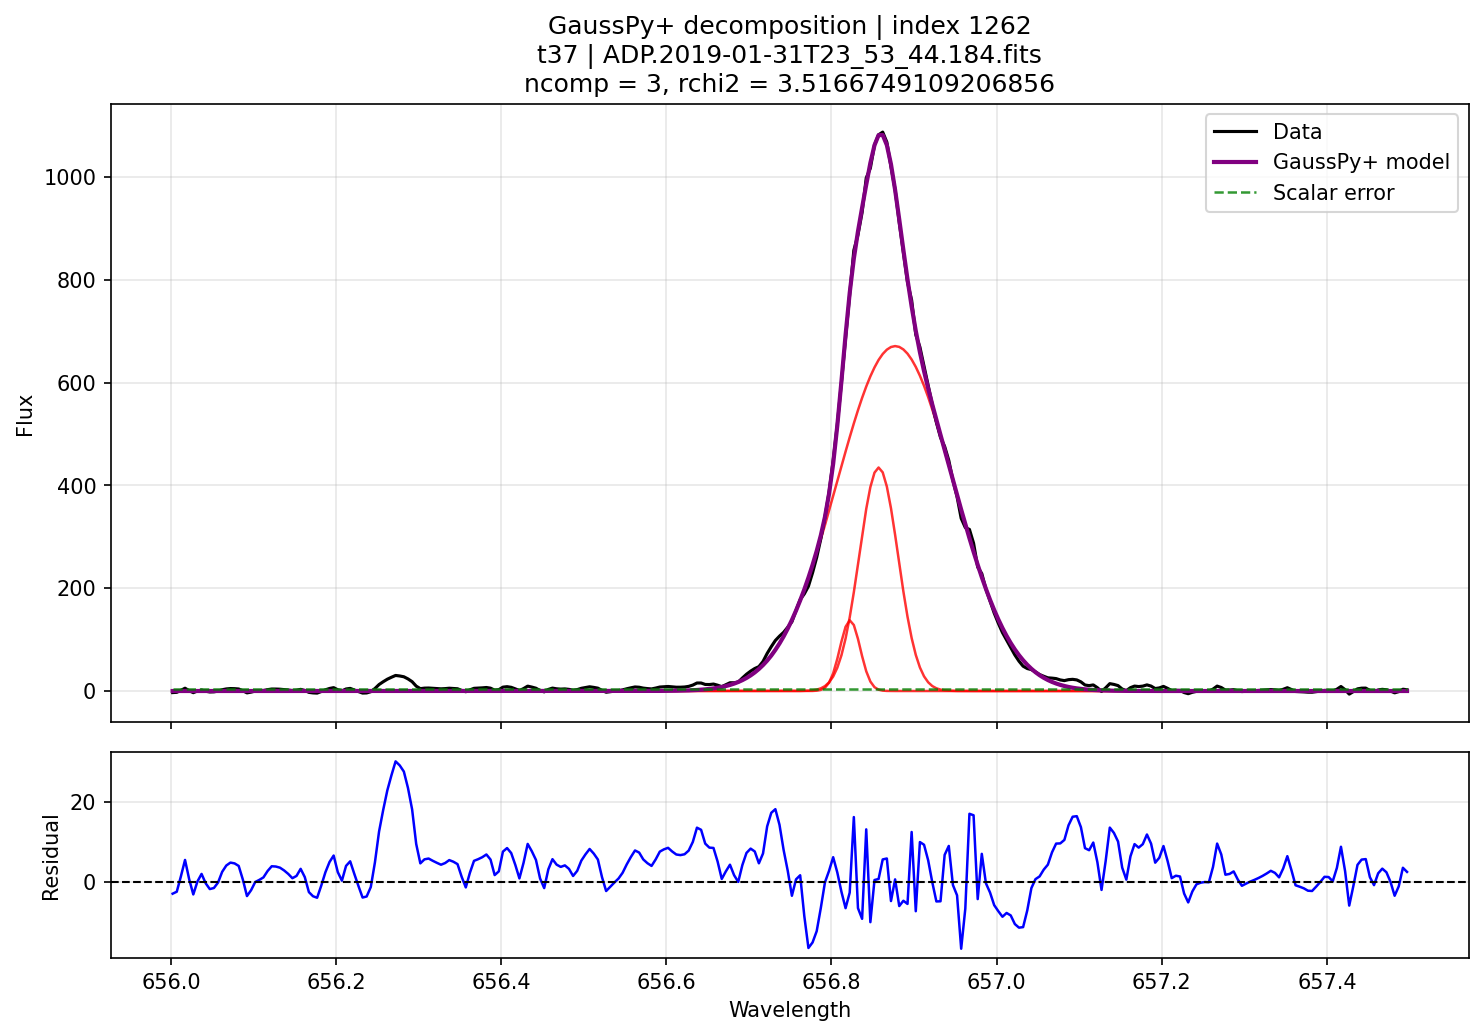 GaussPy+ decomposition | index 1262
t37 | ADP.2019-01-31T23_53_44.184.fits
ncomp = 3, rchi2 = 3.5166749109206856
Data
GaussPy+ model
Scalar error
Flux
1000
800
600
400
200
0
Residual
20
0
656.0 656.2 656.4 656.6 656.8 657.0 657.2 657.4
Wavelength